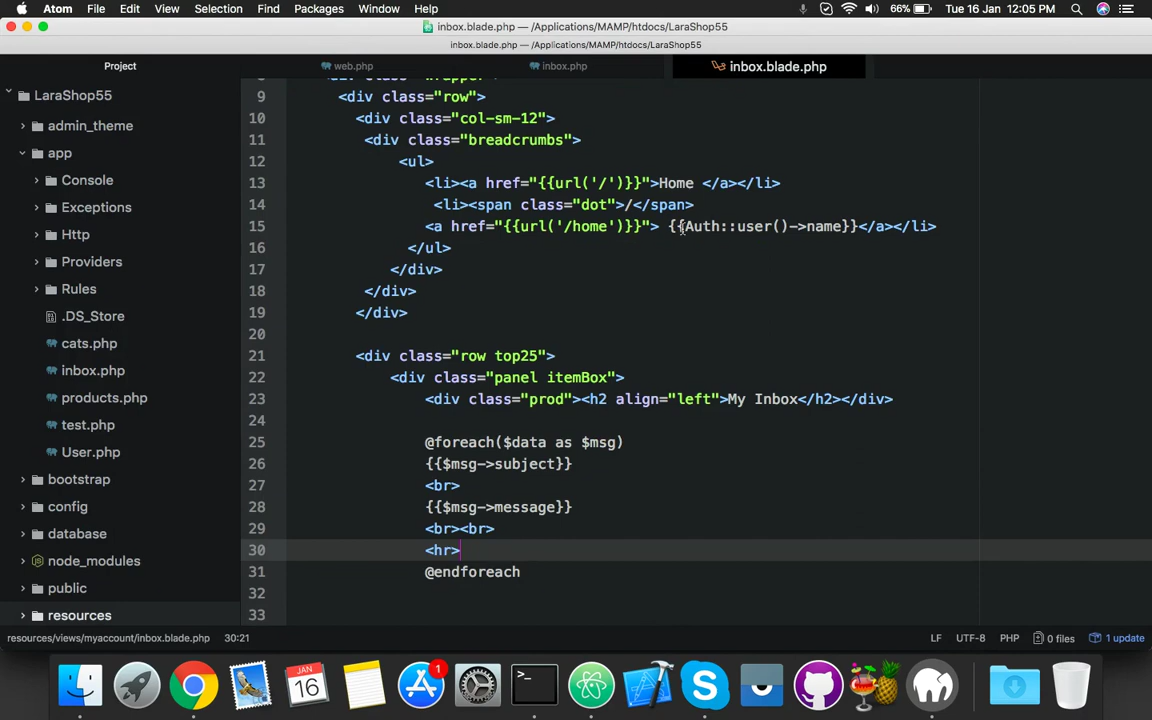 Atom File Edit View Selection Find Packages Window Help 66% Tue 16 Jan 12:05 PM
inbox.blade.php — /Applications/MAMP/htdocs/LaraShop55
inbox.blade.php — /Applications/MAMP/htdocs/LaraShop55
Project
web.php
inbox.php
inbox.blade.php
LaraShop55
admin_theme
app
Console
Exceptions
Http
Providers
Rules
.DS_Store
cats.php
inbox.php
products.php
test.php
User.php
bootstrap
config
database
node_modules
public
resources
9 <div class="row">
10 <div class="col-sm-12">
11 <div class="breadcrumbs">
12 <ul>
13 <li><a href="{{url('/')}}">Home </a></li>
14 <li><span class="dot">/</span>
15 <a href="{{url('/home')}}"> {{Auth::user()->name}}</a></li>
16 </ul>
17 </div>
18 </div>
19 </div>
20
21 <div class="row top25">
22 <div class="panel itemBox">
23 <div class="prod"><h2 align="left">My Inbox</h2></div>
24
25 @foreach($data as $msg)
26 {{$msg->subject}}
27 <br>
28 {{$msg->message}}
29 <br><br>
30 <hr>
31 @endforeach
32
33
resources/views/myaccount/inbox.blade.php 30:21 LF UTF-8 PHP 0 files 1 update
JAN
16
1
>_